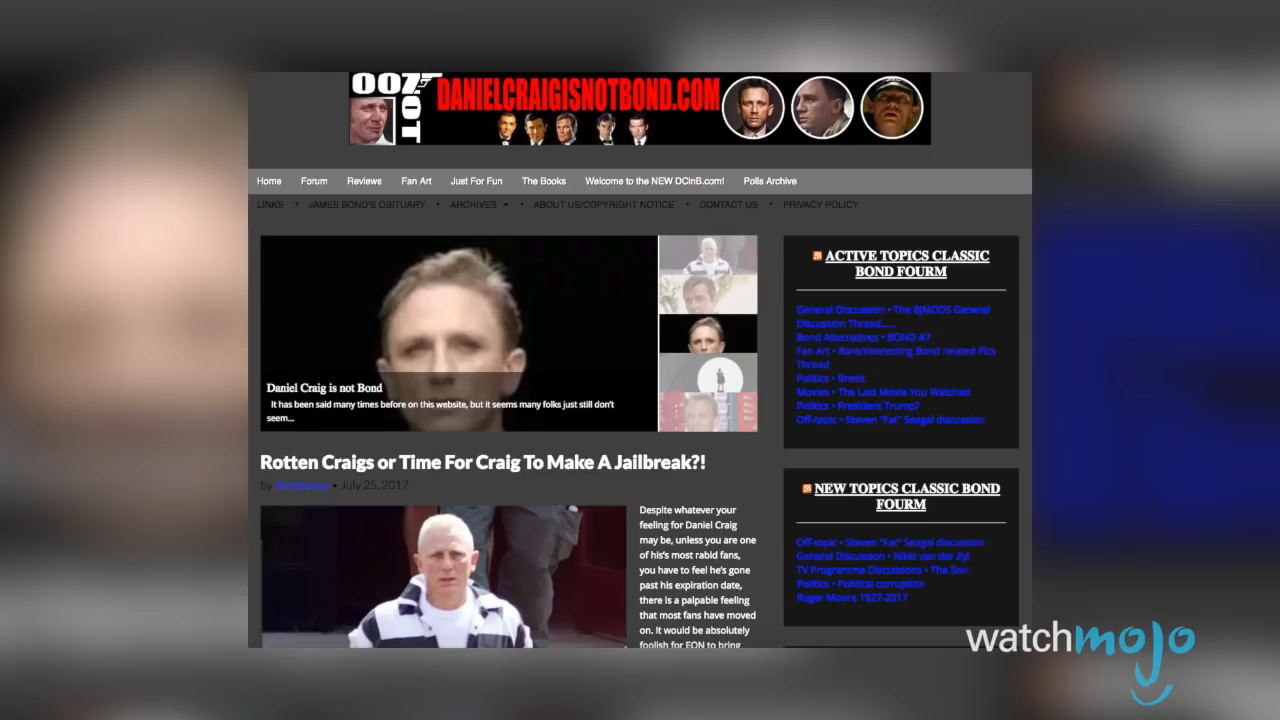 007 NOT
DANIELCRAIGISNOTBOND.COM
Home Forum Reviews Fan Art Just For Fun The Books Welcome to the NEW DCinB.com! Polls Archive
LINKS • JAMES BOND'S OBITUARY • ARCHIVES • ABOUT US/COPYRIGHT NOTICE • CONTACT US • PRIVACY POLICY
Daniel Craig is not Bond
It has been said many times before on this website, but it seems many folks just still don't
seem...
Rotten Craigs or Time For Craig To Make A Jailbreak?!
by • July 25, 2017
Despite whatever your
feeling for Daniel Craig
may be, unless you are one
of his's most rabid fans,
you have to feel he's gone
past his expiration date,
there is a palpable feeling
that most fans have moved
on. It would be absolutely
foolish for EON to bring
ACTIVE TOPICS CLASSIC
BOND FOURM
General Discussion • The BJMDOS General
Discussion Thread.....
Bond Alternatives • BOND #7
Fan Art • Rare/Interesting Bond related Pics
Thread
Politics • Brexit
Movies • The Last Movie You Watched
Politics • President Trump?
Off-topic • Steven "Fat" Seagal discussion
NEW TOPICS CLASSIC BOND
FOURM
Off-topic • Steven "Fat" Seagal discussion
General Discussion • Nikki van der Zyl
TV Programme Discussions • The Son
Politics • Political corruption
Roger Moore 1927-2017
watchmojo